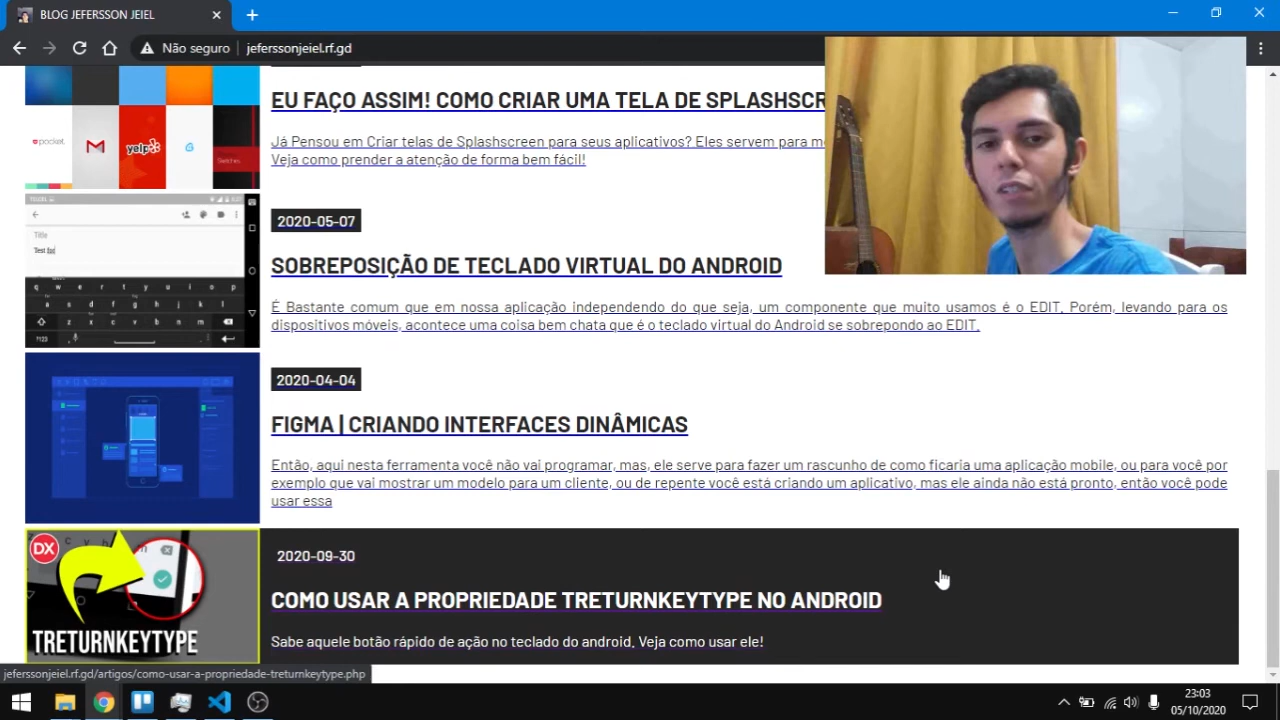 BLOG JEFERSSON JEIEL
Não seguro
jeferssonjeiel.rf.gd
pocket
yelp
EU FAÇO ASSIM! COMO CRIAR UMA TELA DE SPLASHSCR
Já Pensou em Criar telas de Splashscreen para seus aplicativos? Eles servem para
Veja como prender a atenção de forma bem fácil!
2020-05-07
SOBREPOSIÇÃO DE TECLADO VIRTUAL DO ANDROID
É Bastante comum que em nossa aplicação independendo do que seja, um componente que muito usamos é o EDIT. Porém, levando para os
dispositivos móveis, acontece uma coisa bem chata que é o teclado virtual do Android se sobrepondo ao EDIT.
Title
q w e r t y u i o p
a s d f g h j k l
z x c v b n m
2020-04-04
FIGMA | CRIANDO INTERFACES DINÂMICAS
Então, aqui nesta ferramenta você não vai programar, mas, ele serve para fazer um rascunho de como ficaria uma aplicação mobile, ou para você por
exemplo que vai mostrar um modelo para um cliente, ou de repente você está criando um aplicativo, mas ele ainda não está pronto, então você pode
usar essa
DX
TRETURNKEYTYPE
2020-09-30
COMO USAR A PROPRIEDADE TRETURNKEYTYPE NO ANDROID
Sabe aquele botão rápido de ação no teclado do android. Veja como usar ele!
jeferssonjeiel.rf.gd/artigos/como-usar-a-propriedade-treturnkeytype.php
23:03
05/10/2020